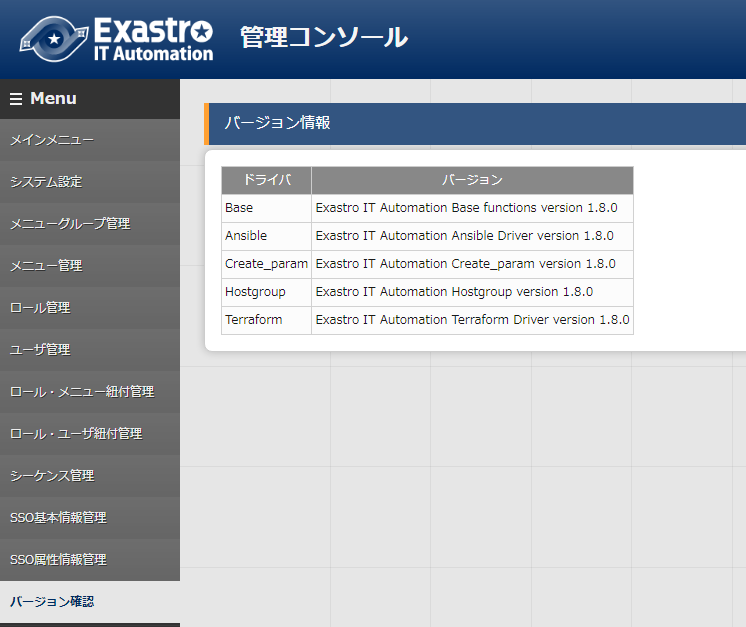 Exastro
IT Automation
管理コンソール
Menu
メインメニュー
システム設定
メニューグループ管理
メニュー管理
ロール管理
ユーザ管理
ロール・メニュー紐付管理
ロール・ユーザ紐付管理
シーケンス管理
SSO基本情報管理
SSO属性情報管理
バージョン確認
バージョン情報
ドライバ バージョン
Base Exastro IT Automation Base functions version 1.8.0
Ansible Exastro IT Automation Ansible Driver version 1.8.0
Create_param Exastro IT Automation Create_param version 1.8.0
Hostgroup Exastro IT Automation Hostgroup version 1.8.0
Terraform Exastro IT Automation Terraform Driver version 1.8.0